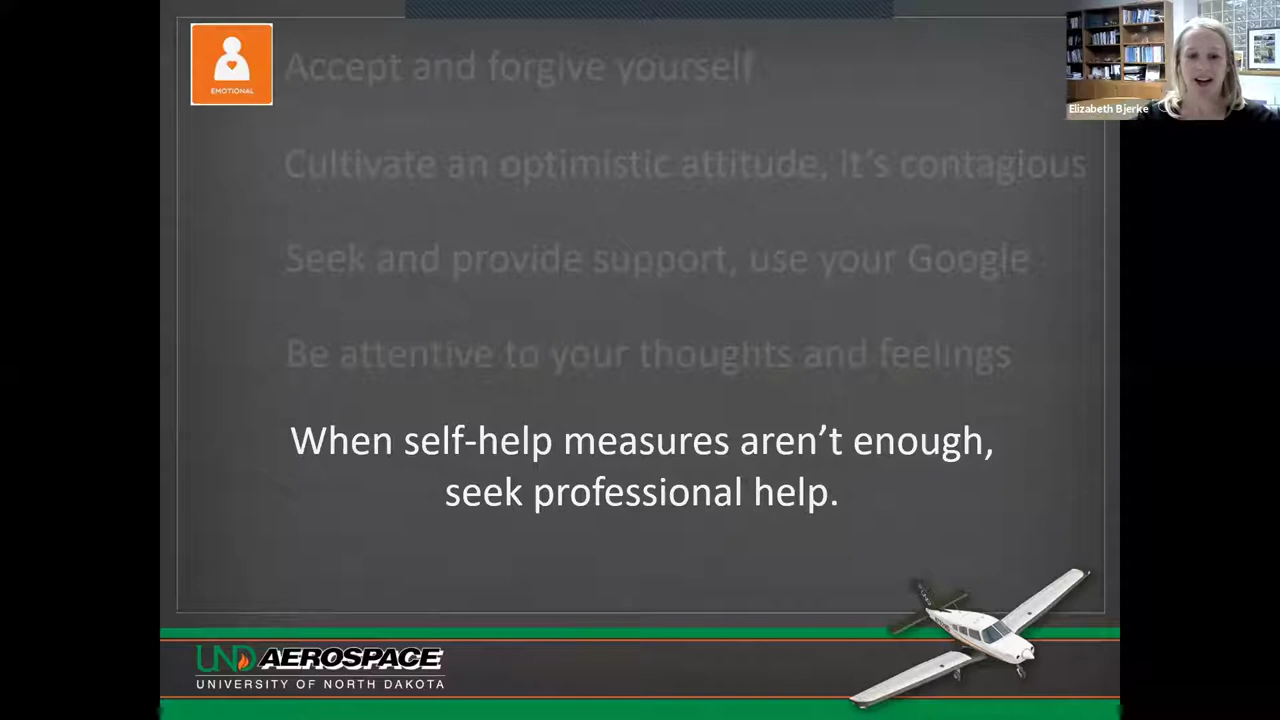 EMOTIONAL
Accept and forgive yourself
Cultivate an optimistic attitude, it's contagious
Seek and provide support, use your Google
Be attentive to your thoughts and feelings
When self-help measures aren’t enough,
seek professional help.
Elizabeth Bjerke
UND AEROSPACE
UNIVERSITY OF NORTH DAKOTA